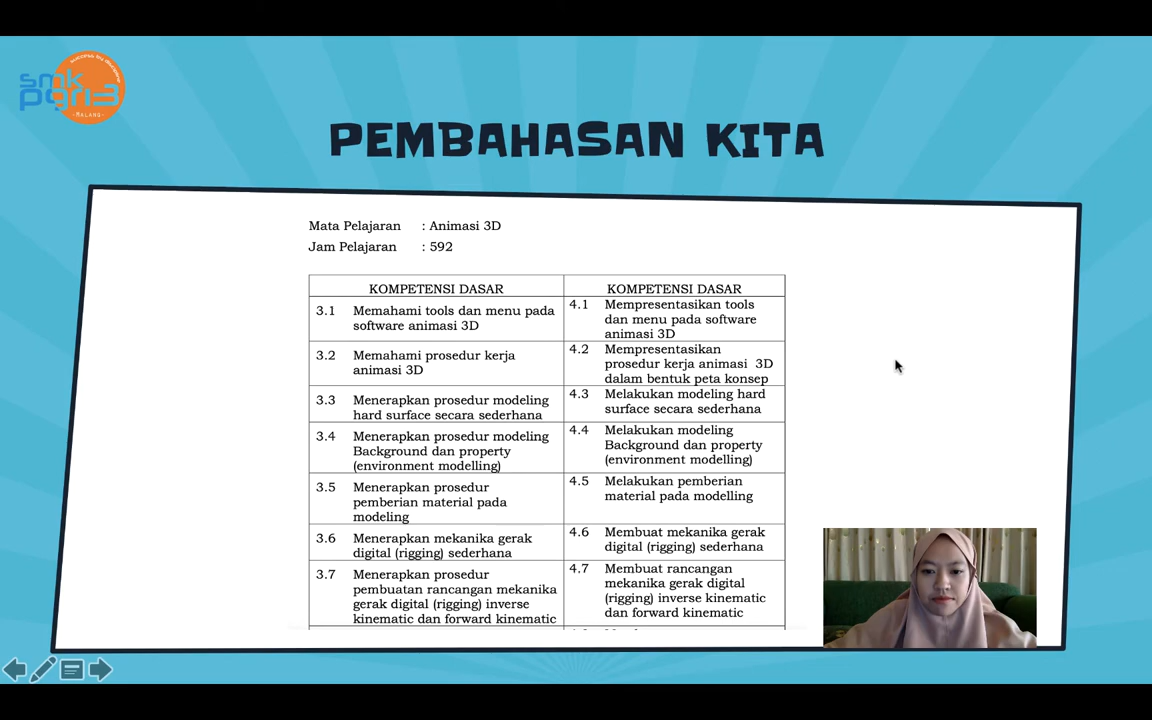 success by discipline
smk
pgri3
-MALANG-
PEMBAHASAN KITA
Mata Pelajaran : Animasi 3D
Jam Pelajaran : 592
KOMPETENSI DASAR
KOMPETENSI DASAR
3.1 Memahami tools dan menu pada
software animasi 3D
4.1 Mempresentasikan tools
dan menu pada software
animasi 3D
3.2 Memahami prosedur kerja
animasi 3D
4.2 Mempresentasikan
prosedur kerja animasi 3D
dalam bentuk peta konsep
3.3 Menerapkan prosedur modeling
hard surface secara sederhana
4.3 Melakukan modeling hard
surface secara sederhana
3.4 Menerapkan prosedur modeling
Background dan property
(environment modelling)
4.4 Melakukan modeling
Background dan property
(environment modelling)
3.5 Menerapkan prosedur
pemberian material pada
modeling
4.5 Melakukan pemberian
material pada modelling
3.6 Menerapkan mekanika gerak
digital (rigging) sederhana
4.6 Membuat mekanika gerak
digital (rigging) sederhana
3.7 Menerapkan prosedur
pembuatan rancangan mekanika
gerak digital (rigging) inverse
kinematic dan forward kinematic
4.7 Membuat rancangan
mekanika gerak digital
(rigging) inverse kinematic
dan forward kinematic